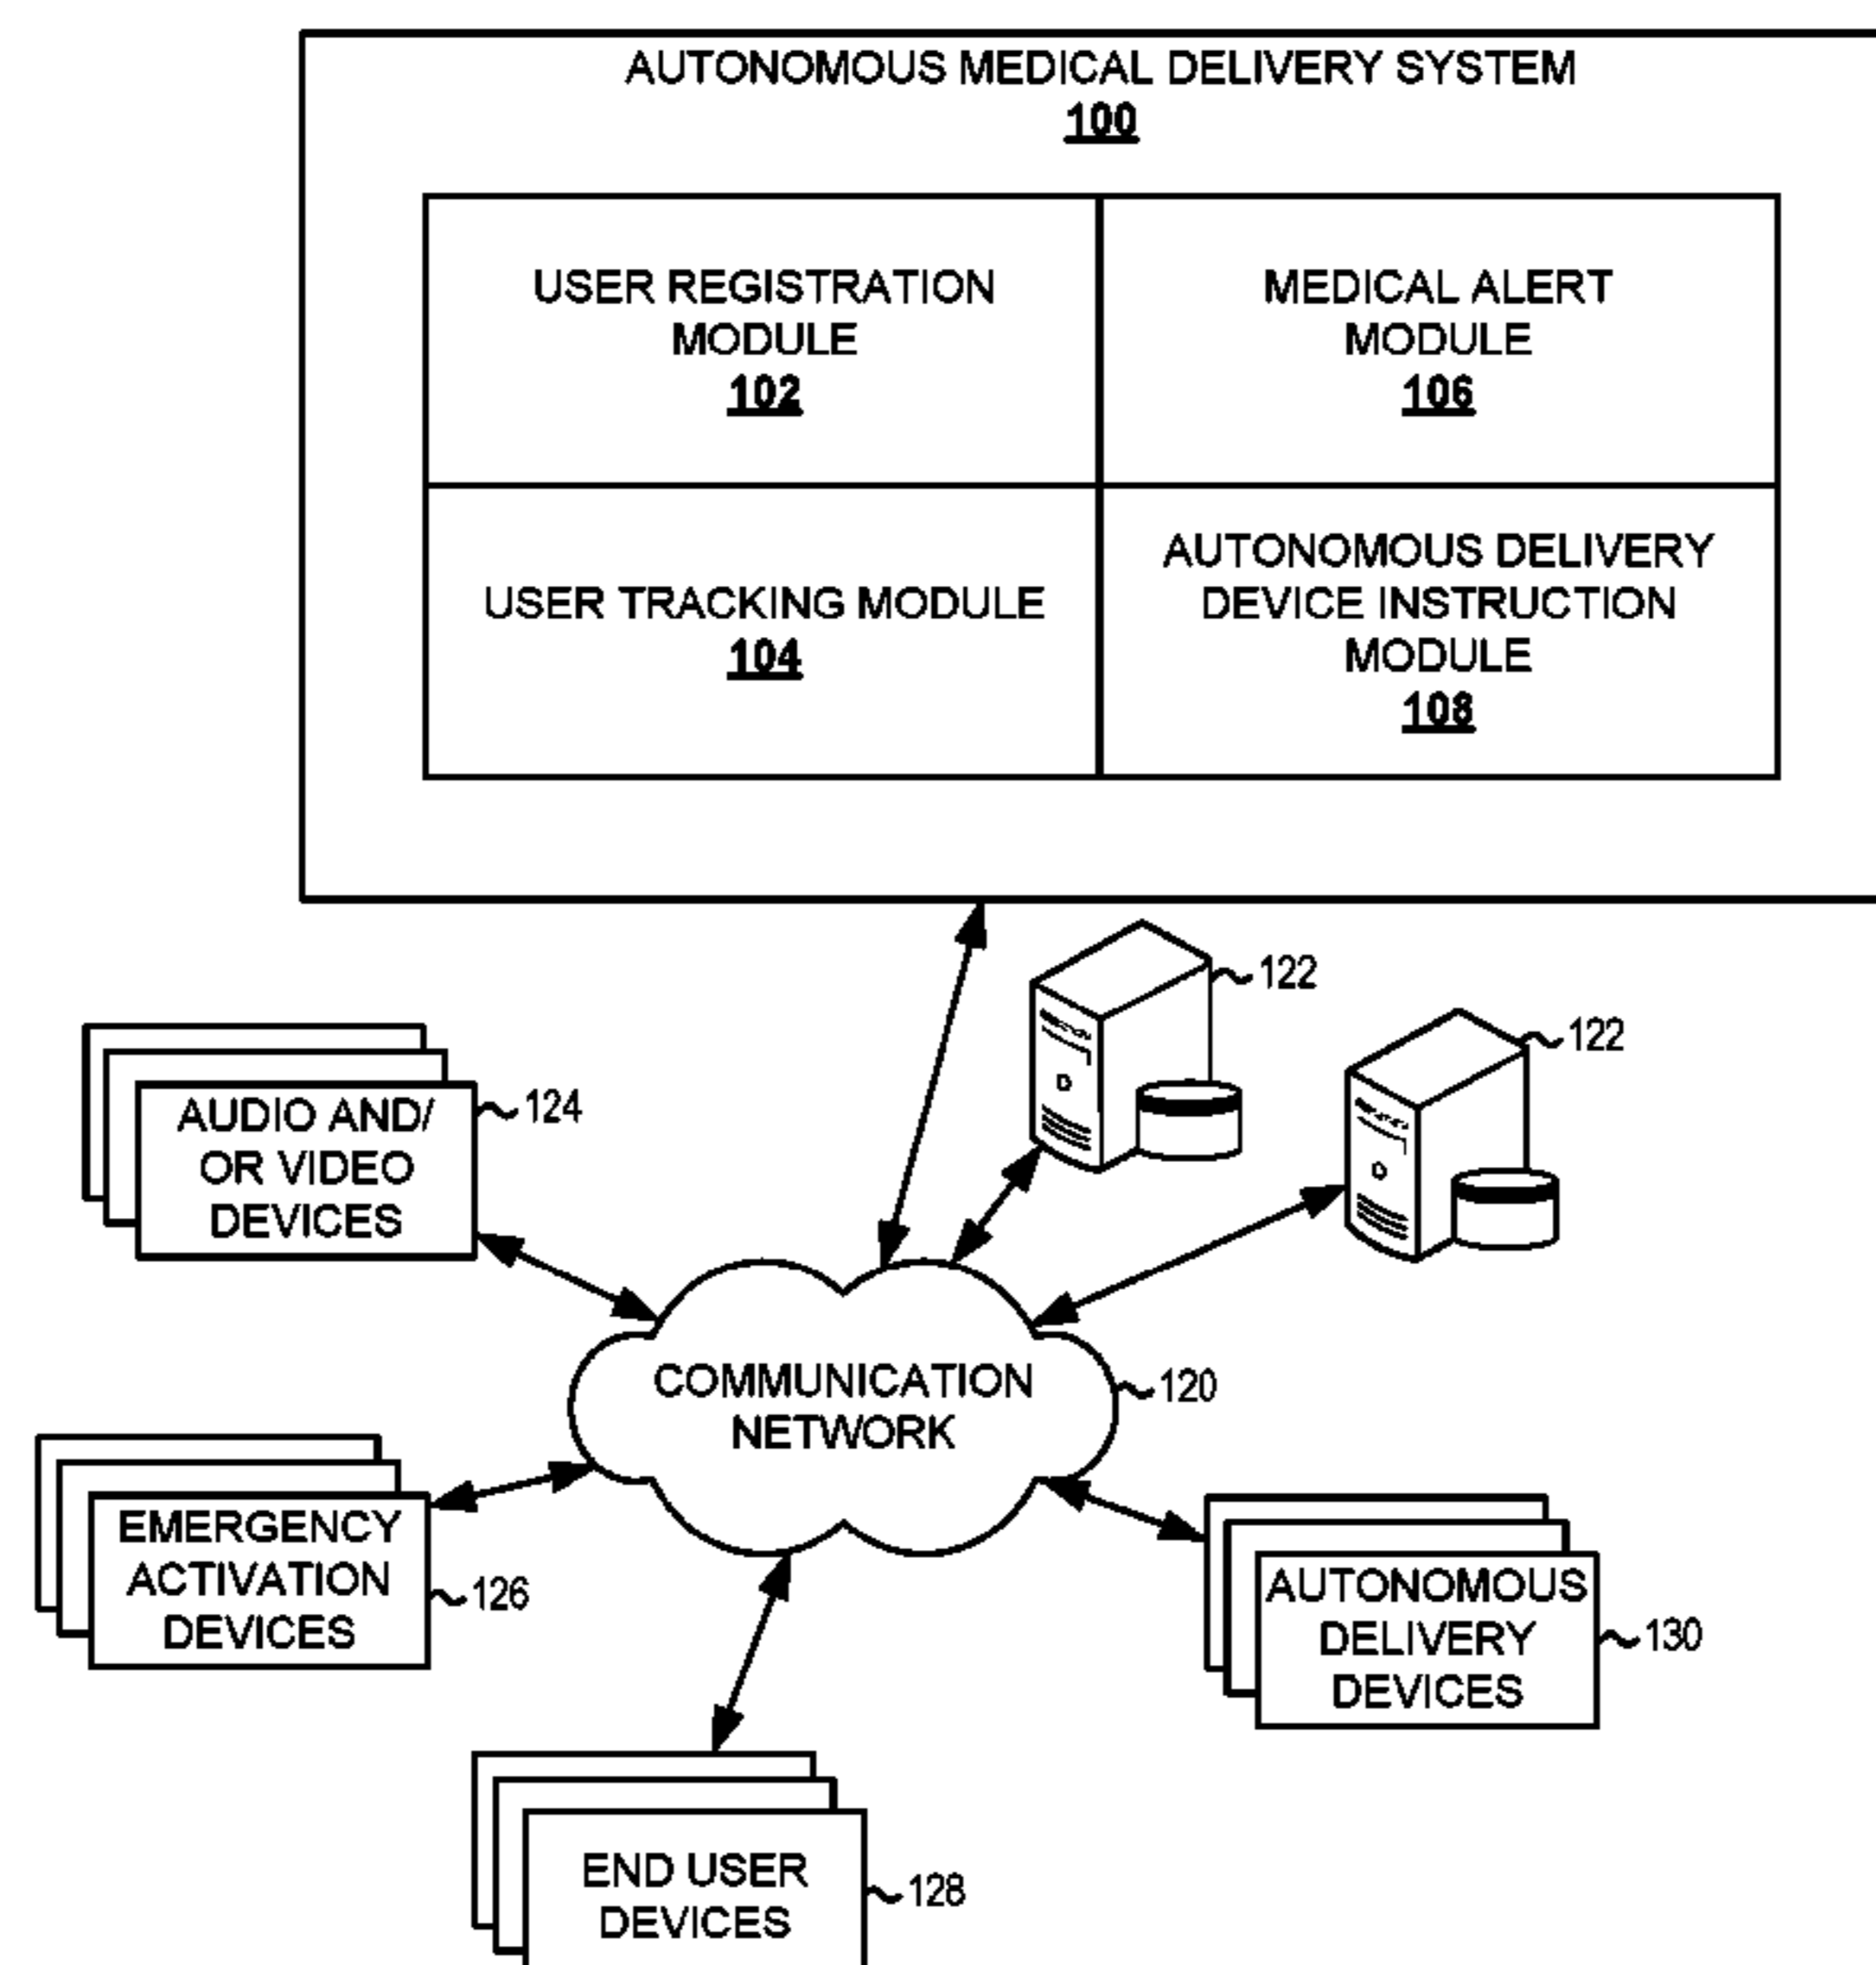 AUTONOMOUS MEDICAL DELIVERY SYSTEM
100
USER REGISTRATION
MODULE
102
MEDICAL ALERT
MODULE
106
USER TRACKING MODULE
104
AUTONOMOUS DELIVERY
DEVICE INSTRUCTION
MODULE
108
122
122
AUDIO AND/
OR VIDEO
DEVICES
124
COMMUNICATION
NETWORK
120
EMERGENCY
ACTIVATION
DEVICES
126
AUTONOMOUS
DELIVERY
DEVICES
130
END USER
DEVICES
128